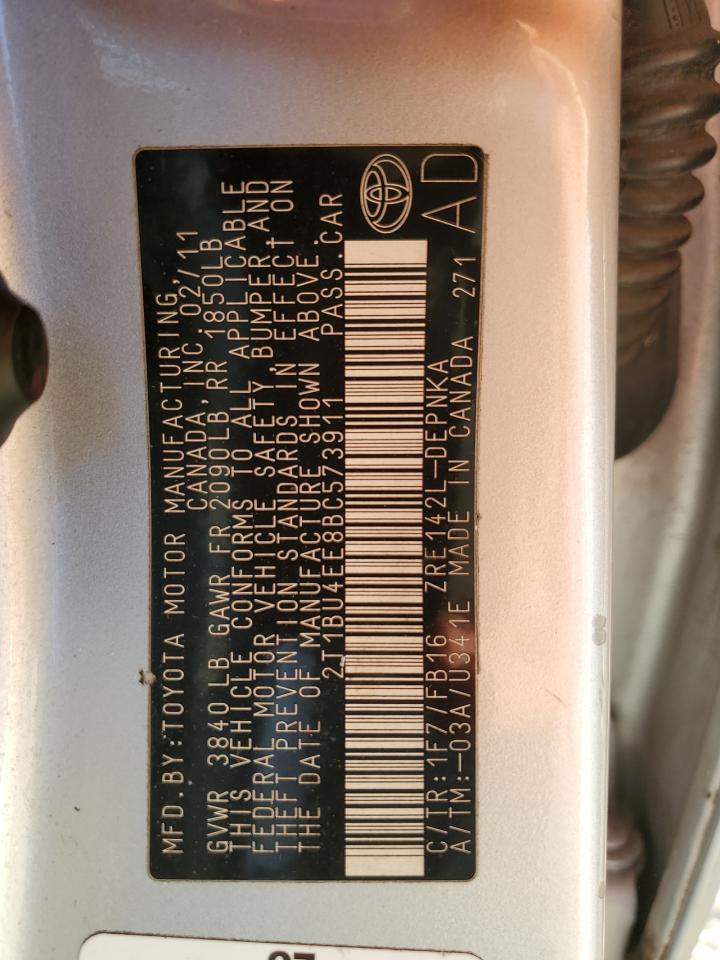 MFD.BY:TOYOTA MOTOR MANUFACTURING,
CANADA,INC.02/11
GVWR 3840LB GAWR FR 2090LB,RR 1850LB
THIS VEHICLE CONFORMS TO ALL APPLICABLE
FEDERAL MOTOR VEHICLE SAFETY,BUMPER,AND
THEFT PREVENTION STANDARDS IN EFFECT ON
THE DATE OF MANUFACTURE SHOWN ABOVE.
2T1BU4EE8BC573911 PASS.CAR
C/TR:1F7/FB16 ZRE142L-DEPNKA
A/TM:-03A/U341E MADE IN CANADA 271
AD